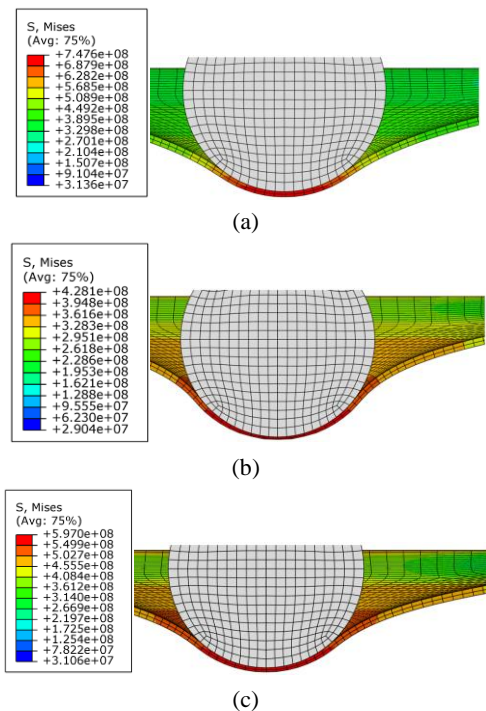 S, Mises
(Avg: 75%)
+7.476e+08
+6.879e+08
+6.282e+08
+5.685e+08
+5.089e+08
+4.492e+08
+3.895e+08
+3.298e+08
+2.701e+08
+2.104e+08
+1.507e+08
+9.104e+07
+3.136e+07
(a)
S, Mises
(Avg: 75%)
+4.281e+08
+3.948e+08
+3.616e+08
+3.283e+08
+2.951e+08
+2.618e+08
+2.286e+08
+1.953e+08
+1.621e+08
+1.288e+08
+9.555e+07
+6.230e+07
+2.904e+07
(b)
S, Mises
(Avg: 75%)
+5.970e+08
+5.499e+08
+5.027e+08
+4.555e+08
+4.084e+08
+3.612e+08
+3.140e+08
+2.669e+08
+2.197e+08
+1.725e+08
+1.254e+08
+7.822e+07
+3.106e+07
(c)